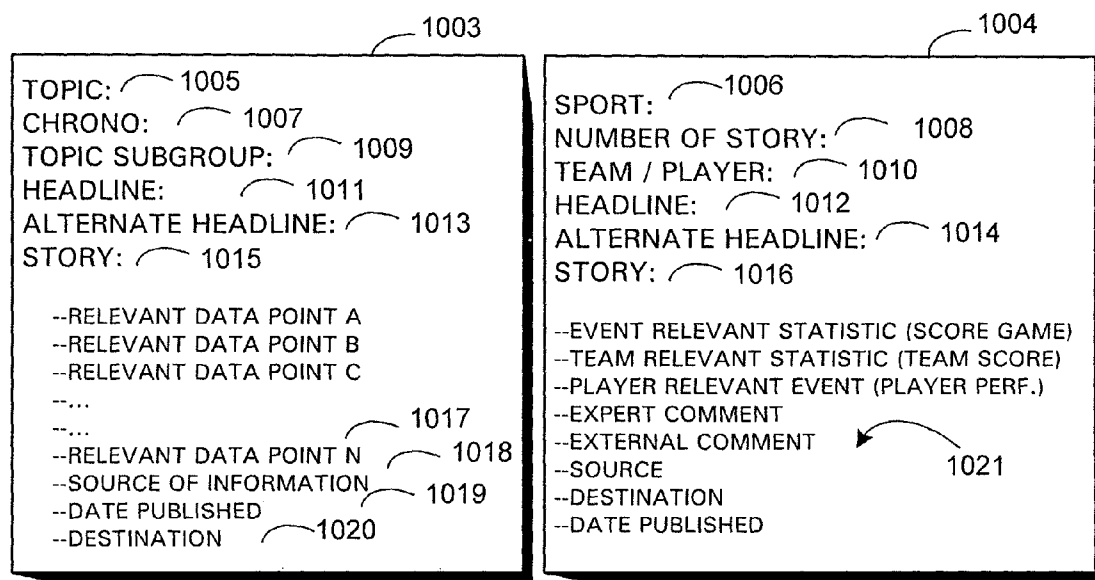 1003
TOPIC: 1005
CHRONO: 1007
TOPIC SUBGROUP: 1009
HEADLINE: 1011
ALTERNATE HEADLINE: 1013
STORY: 1015
--RELEVANT DATA POINT A
--RELEVANT DATA POINT B
--RELEVANT DATA POINT C
--...
--...
1017
--RELEVANT DATA POINT N
1018
--SOURCE OF INFORMATION
1019
--DATE PUBLISHED
--DESTINATION 1020
1004
SPORT: 1006
NUMBER OF STORY: 1008
TEAM / PLAYER: 1010
HEADLINE: 1012
ALTERNATE HEADLINE: 1014
STORY: 1016
--EVENT RELEVANT STATISTIC (SCORE GAME)
--TEAM RELEVANT STATISTIC (TEAM SCORE)
--PLAYER RELEVANT EVENT (PLAYER PERF.)
--EXPERT COMMENT
--EXTERNAL COMMENT
--SOURCE 1021
--DESTINATION
--DATE PUBLISHED